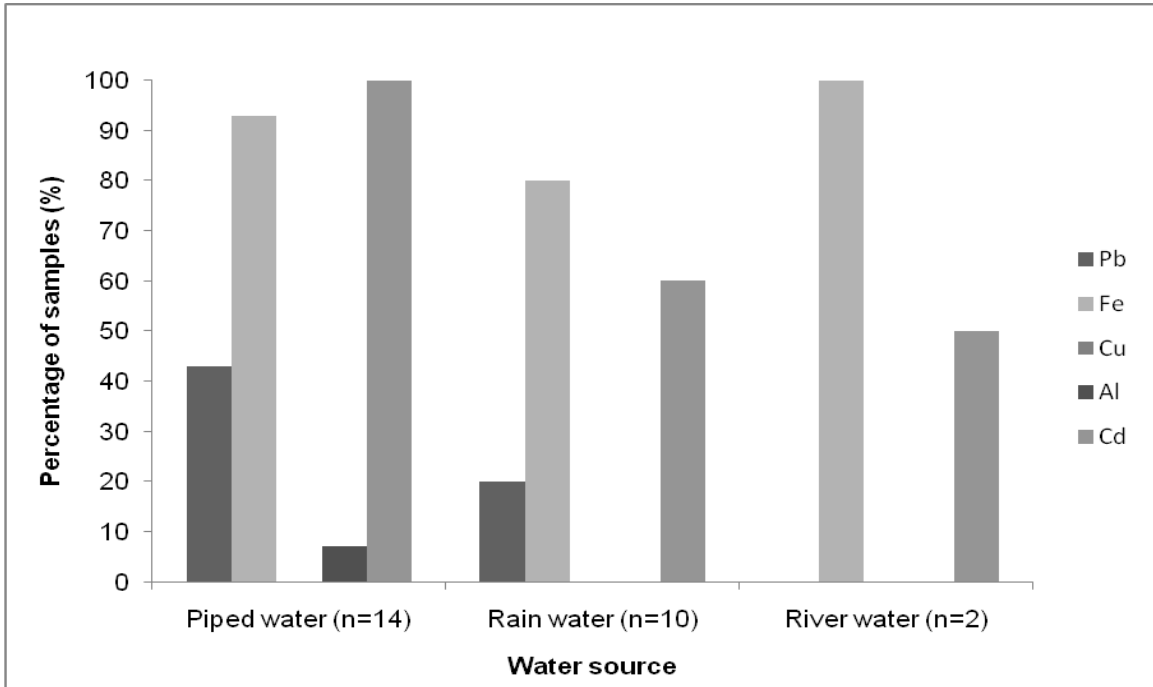 Percentage of samples (%)
100
90
80
70
60
50
40
30
20
10
0
Piped water (n=14)
Rain water (n=10)
River water (n=2)
Water source
Pb
Fe
Cu
Al
Cd